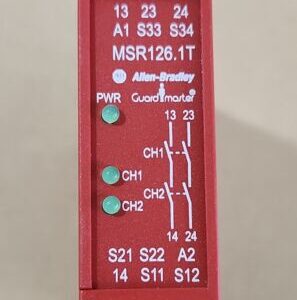 13 23 24
A1 S33 S34
MSR126.1T
Allen-Bradley
Guardmaster
PWR
13 23
CH1
CH1
CH2
CH2
14 24
S21 S22 A2
14 S11 S12